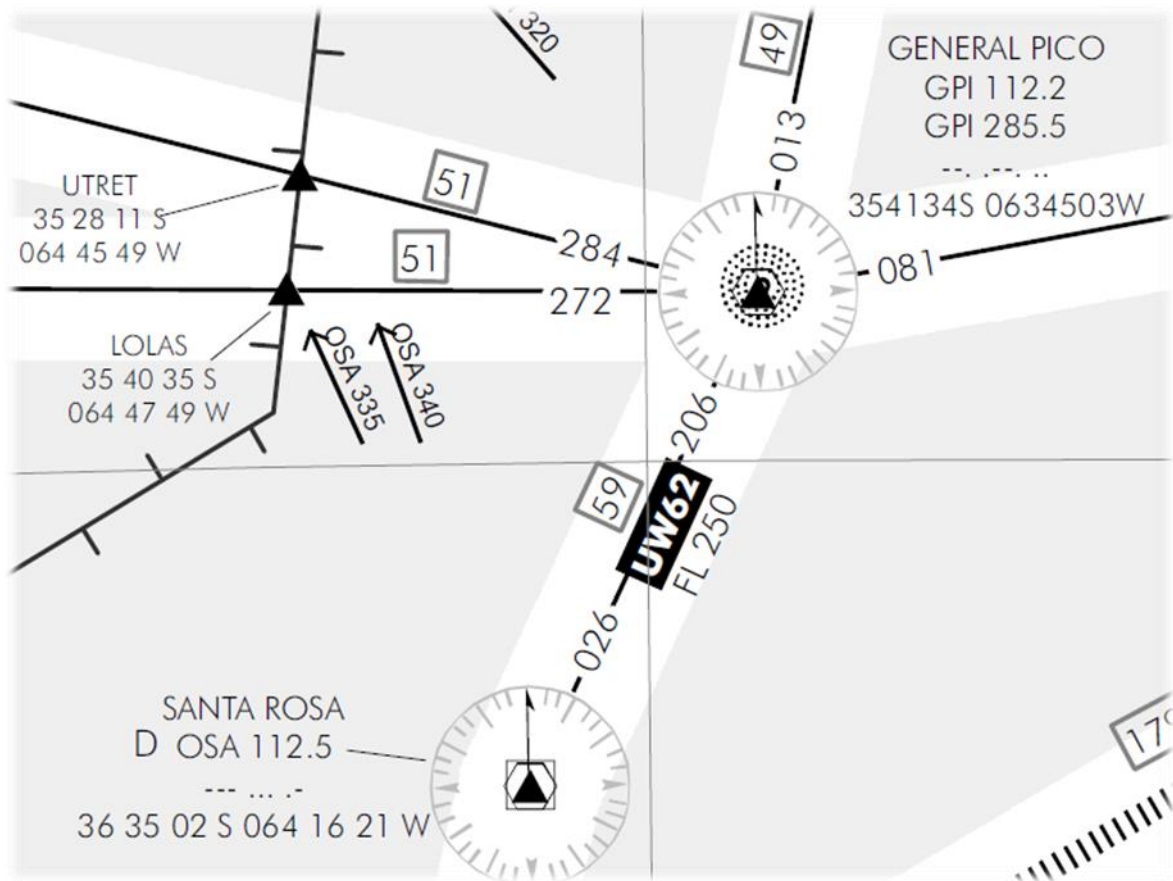 320
49
GENERAL PICO
GPI 112.2
GPI 285.5
--. .--. ..
354134S 0634503W
013
UTRET
35 28 11 S
064 45 49 W
51
284
081
51
272
LOLAS
35 40 35 S
064 47 49 W
OSA 335
OSA 340
206
59
UW62
FL 250
026
SANTA ROSA
D OSA 112.5
--- ... .-
36 35 02 S 064 16 21 W